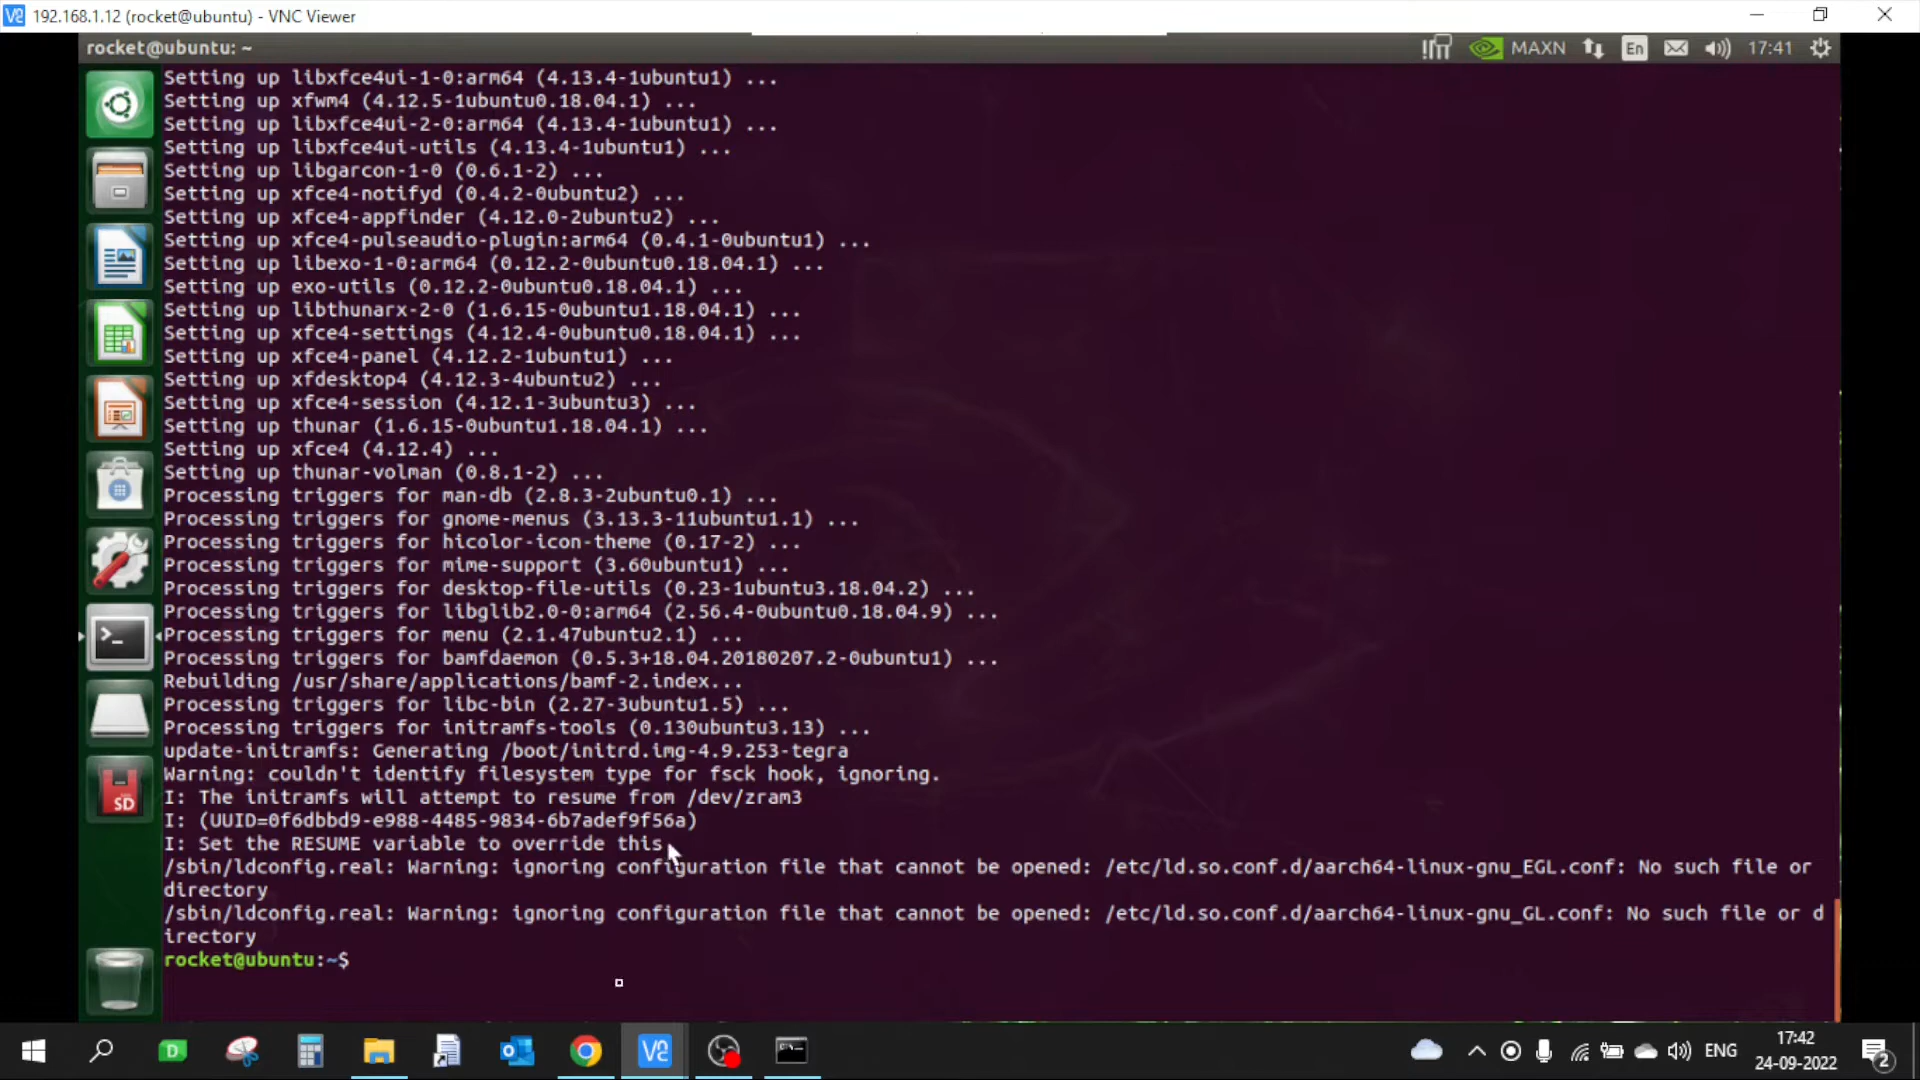 192.168.1.12 (rocket@ubuntu) - VNC Viewer
rocket@ubuntu: ~
MAXN
En
17:41
Setting up libxfce4ui-1-0:arm64 (4.13.4-1ubuntu1) ...
Setting up xfwm4 (4.12.5-1ubuntu0.18.04.1) ...
Setting up libxfce4ui-2-0:arm64 (4.13.4-1ubuntu1) ...
Setting up libxfce4ui-utils (4.13.4-1ubuntu1) ...
Setting up libgarcon-1-0 (0.6.1-2) ...
Setting up xfce4-notifyd (0.4.2-0ubuntu2) ...
Setting up xfce4-appfinder (4.12.0-2ubuntu2) ...
Setting up xfce4-pulseaudio-plugin:arm64 (0.4.1-0ubuntu1) ...
Setting up libexo-1-0:arm64 (0.12.2-0ubuntu0.18.04.1) ...
Setting up exo-utils (0.12.2-0ubuntu0.18.04.1) ...
Setting up libthunarx-2-0 (1.6.15-0ubuntu1.18.04.1) ...
Setting up xfce4-settings (4.12.4-0ubuntu0.18.04.1) ...
Setting up xfce4-panel (4.12.2-1ubuntu1) ...
Setting up xfdesktop4 (4.12.3-4ubuntu2) ...
Setting up xfce4-session (4.12.1-3ubuntu3) ...
Setting up thunar (1.6.15-0ubuntu1.18.04.1) ...
Setting up xfce4 (4.12.4) ...
Setting up thunar-volman (0.8.1-2) ...
Processing triggers for man-db (2.8.3-2ubuntu0.1) ...
Processing triggers for gnome-menus (3.13.3-11ubuntu1.1) ...
Processing triggers for hicolor-icon-theme (0.17-2) ...
Processing triggers for mime-support (3.60ubuntu1) ...
Processing triggers for desktop-file-utils (0.23-1ubuntu3.18.04.2) ...
Processing triggers for libglib2.0-0:arm64 (2.56.4-0ubuntu0.18.04.9) ...
Processing triggers for menu (2.1.47ubuntu2.1) ...
Processing triggers for bamfdaemon (0.5.3+18.04.20180207.2-0ubuntu1) ...
Rebuilding /usr/share/applications/bamf-2.index...
Processing triggers for libc-bin (2.27-3ubuntu1.5) ...
Processing triggers for initramfs-tools (0.130ubuntu3.13) ...
update-initramfs: Generating /boot/initrd.img-4.9.253-tegra
Warning: couldn't identify filesystem type for fsck hook, ignoring.
I: The initramfs will attempt to resume from /dev/zram3
I: (UUID=0f6dbbd9-e988-4485-9834-6b7adef9f56a)
I: Set the RESUME variable to override this.
/sbin/ldconfig.real: Warning: ignoring configuration file that cannot be opened: /etc/ld.so.conf.d/aarch64-linux-gnu_EGL.conf: No such file or
directory
/sbin/ldconfig.real: Warning: ignoring configuration file that cannot be opened: /etc/ld.so.conf.d/aarch64-linux-gnu_GL.conf: No such file or d
irectory
rocket@ubuntu:~$
SD
ENG
17:42
24-09-2022
2